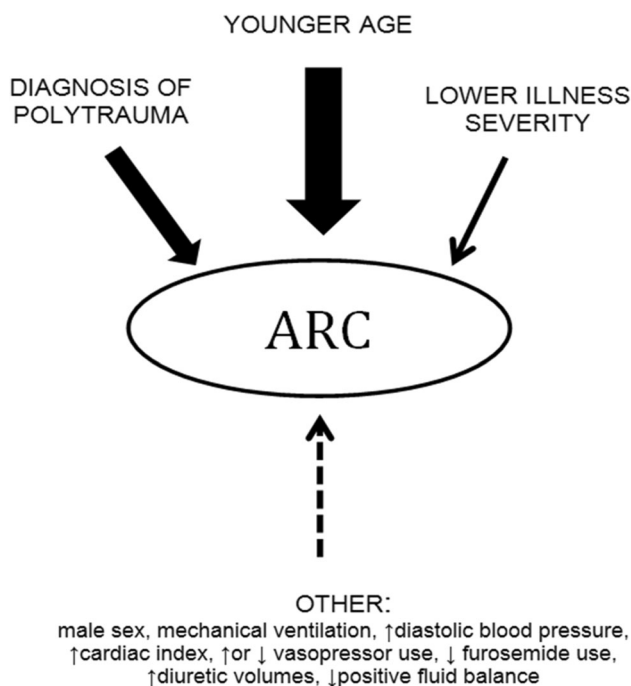 YOUNGER AGE
DIAGNOSIS OF
POLYTRAUMA
LOWER ILLNESS
SEVERITY
ARC
OTHER:
male sex, mechanical ventilation, ↑diastolic blood pressure,
↑cardiac index, ↑or ↓ vasopressor use, ↓ furosemide use,
↑diuretic volumes, ↓positive fluid balance